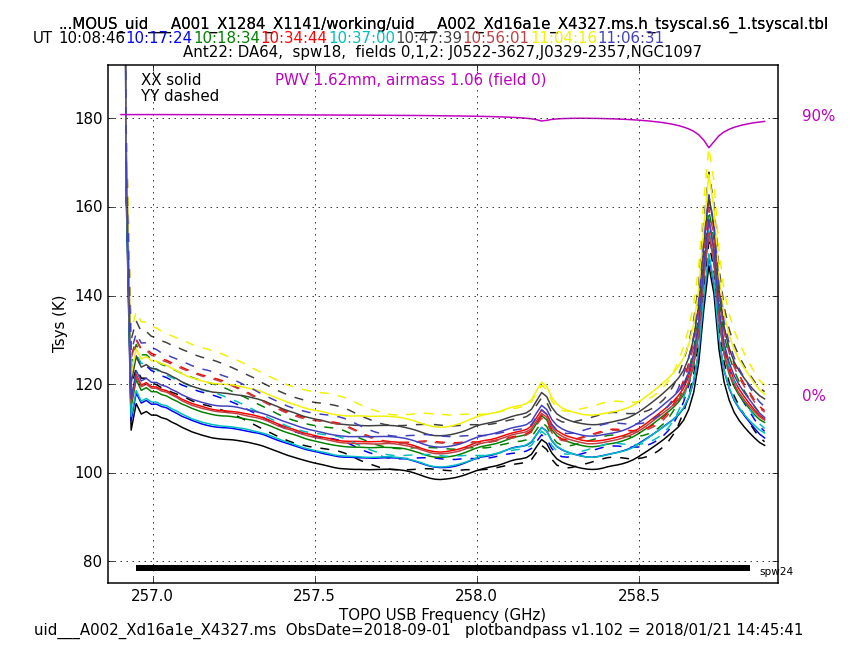 ...MOUS_uid___A001_X1284_X1141/working/uid___A002_Xd16a1e_X4327.ms.h_tsyscal.s6_1.tsyscal.tbl
UT 10:08:46 10:17:24 10:18:34 10:34:44 10:37:00 10:47:39 10:56:01 11:04:16 11:06:31
Ant22: DA64, spw18, fields 0,1,2: J0522-3627,J0329-2357,NGC1097
XX solid PWV 1.62mm, airmass 1.06 (field 0)
YY dashed
180 90%
160
140
Tsys (K)
120 0%
100
80
spw24
257.0 257.5 258.0 258.5
TOPO USB Frequency (GHz)
uid___A002_Xd16a1e_X4327.ms ObsDate=2018-09-01 plotbandpass v1.102 = 2018/01/21 14:45:41